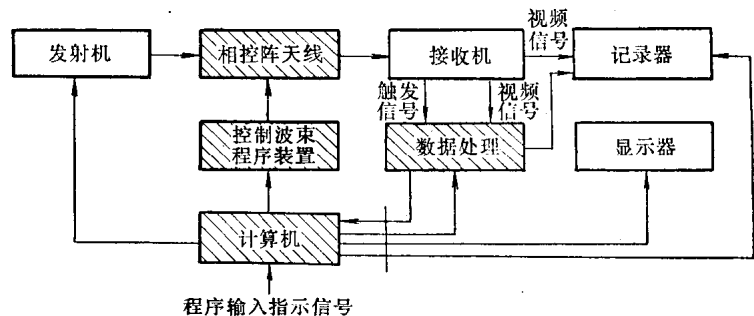 发射机
相控阵天线
接收机
视频
信号
记录器
触发
信号
视频
信号
控制波束
程序装置
数据处理
显示器
计算机
程序输入指示信号